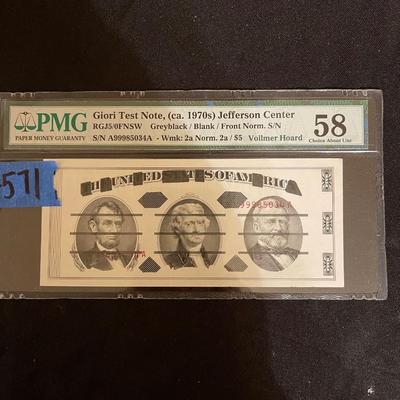 PMG
PAPER MONEY GUARANTY
Giori Test Note, (ca. 1970s) Jefferson Center
RGJ5/0FNSW Greyblack / Blank / Front Norm. S/N
S/N A99985034A - Wmk: 2a Norm. 2a / $5 Vollmer Hoard
58
Choice About Unc
571
UNITED STATES OF AMERICA
99985034 A
A